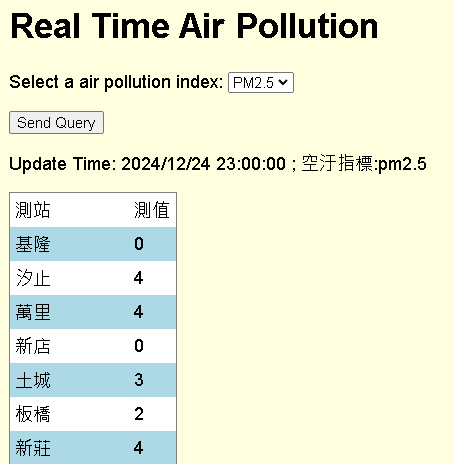 Real Time Air Pollution
Select a air pollution index: PM2.5
Send Query
Update Time: 2024/12/24 23:00:00 ; 空汙指標:pm2.5
測站 測值
基隆 0
汐止 4
萬里 4
新店 0
土城 3
板橋 2
新莊 4